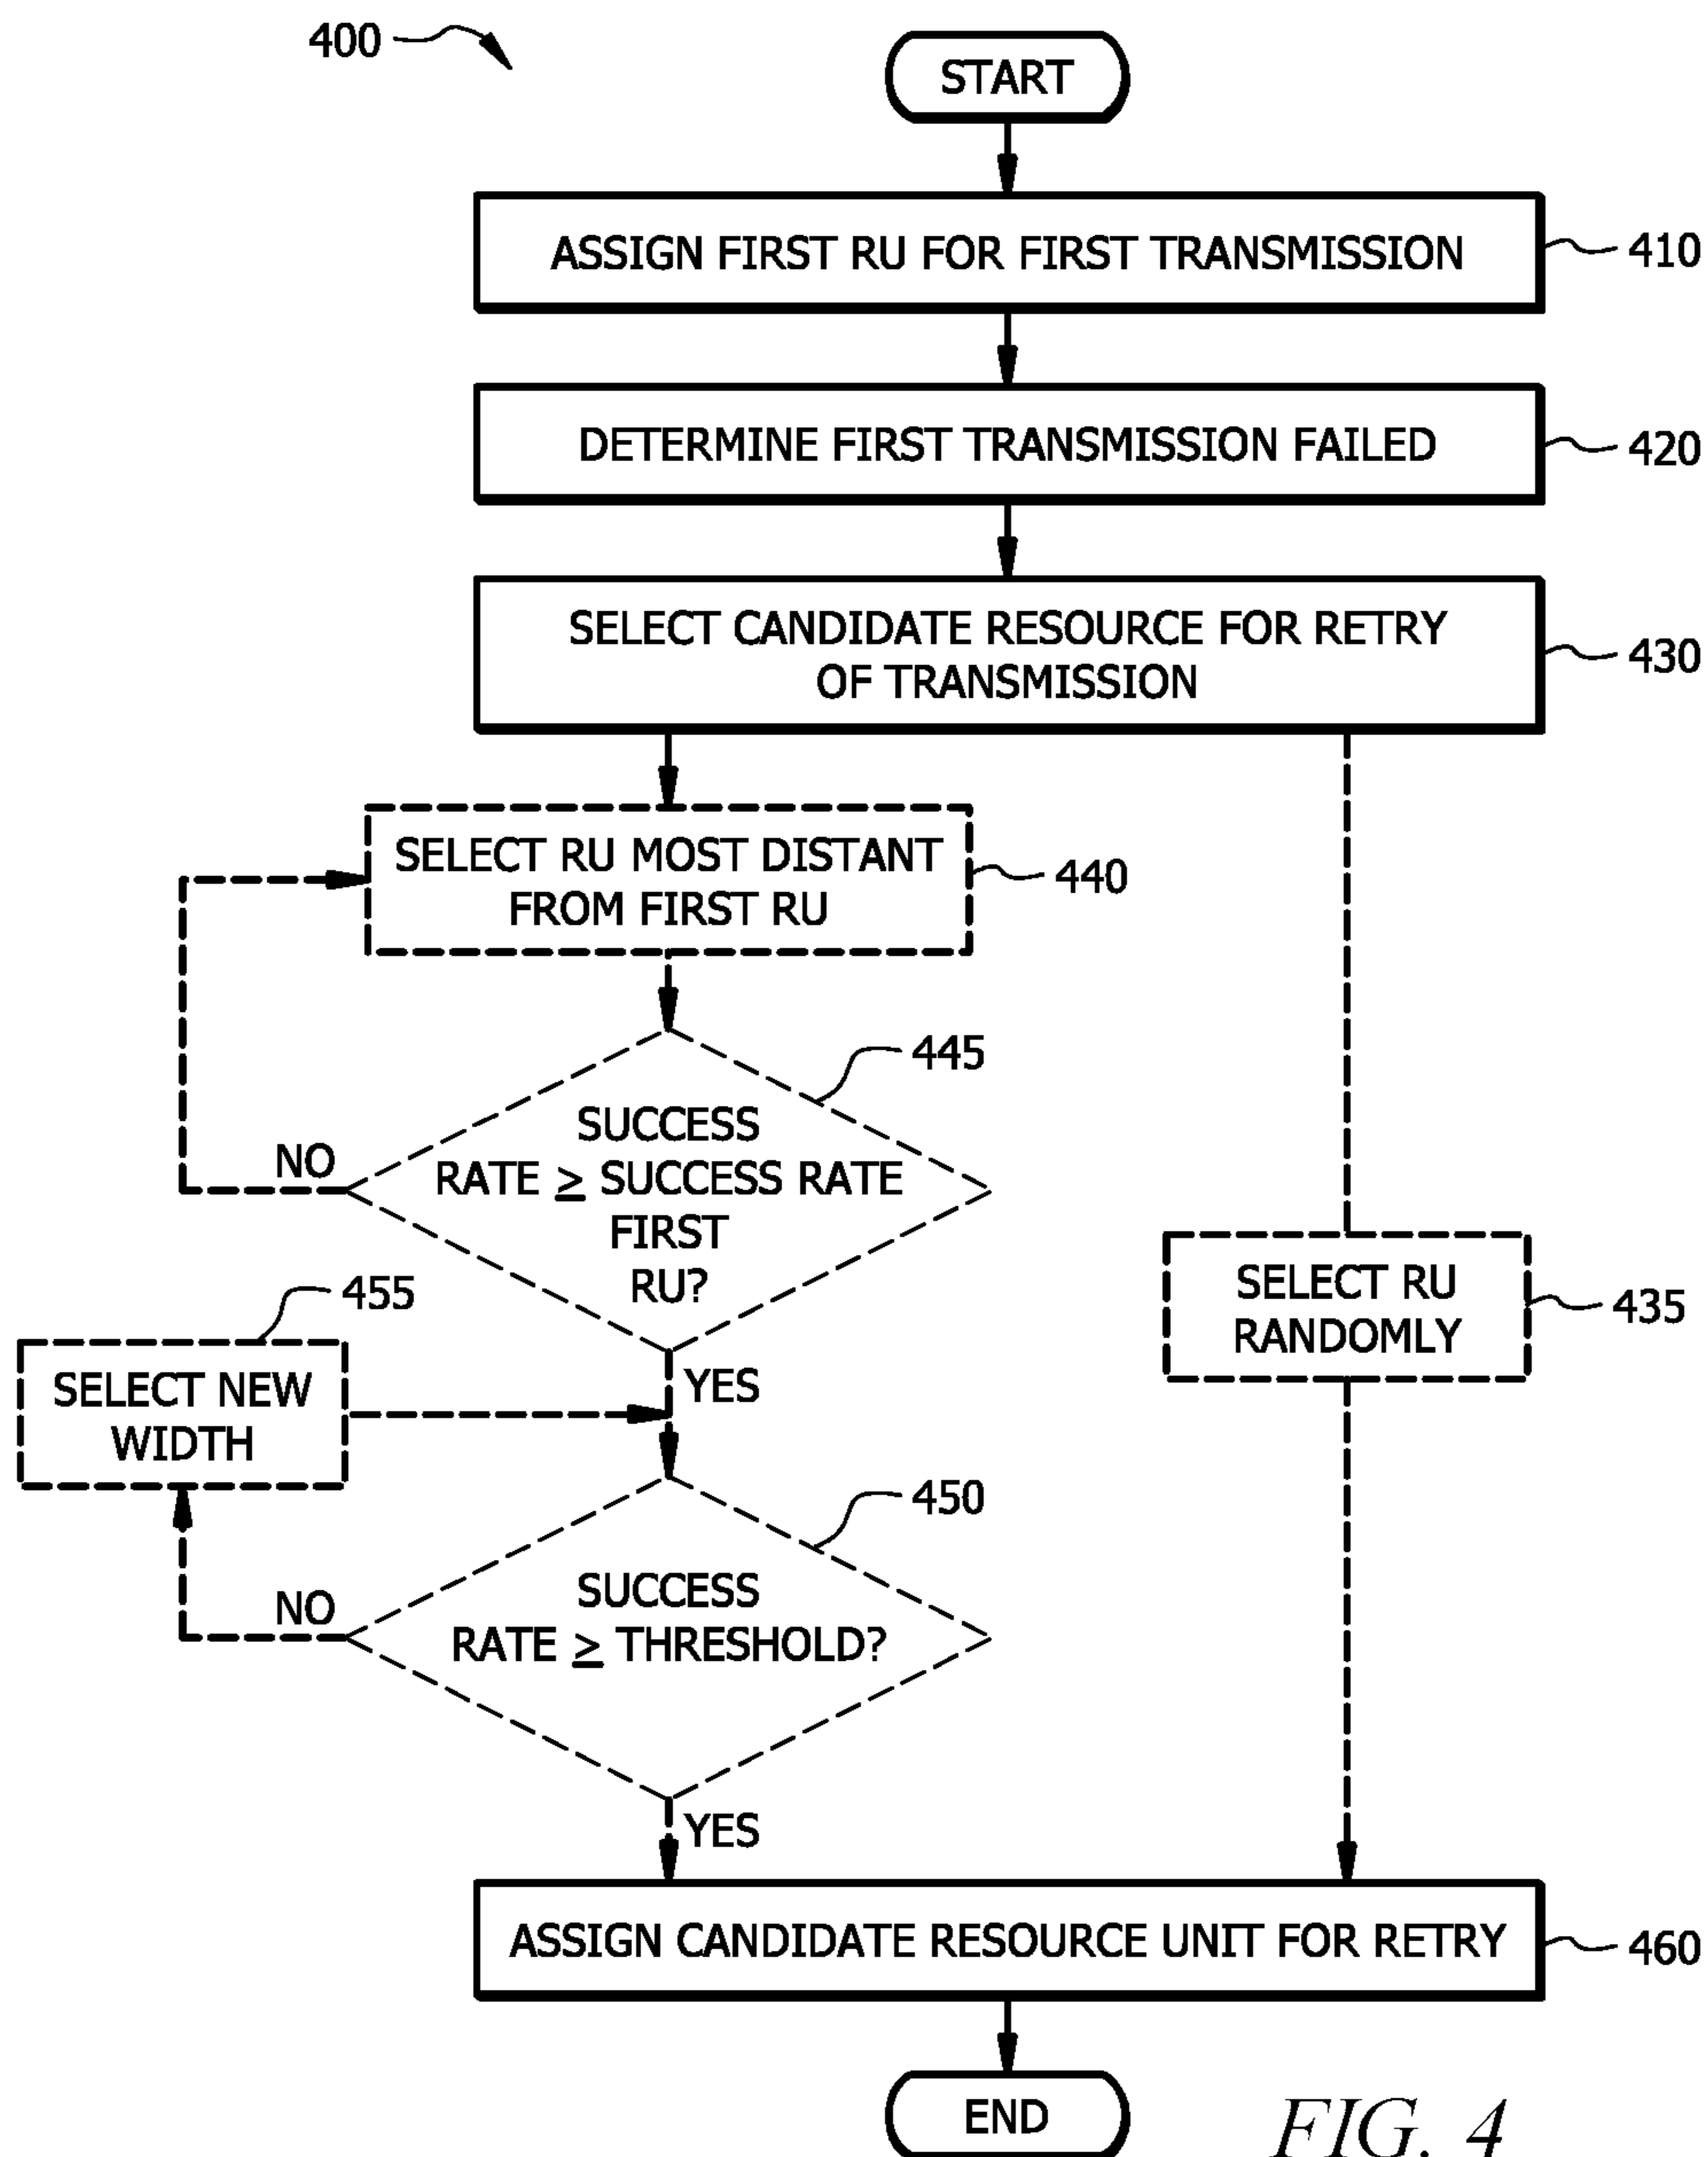 400
START
ASSIGN FIRST RU FOR FIRST TRANSMISSION
410
DETERMINE FIRST TRANSMISSION FAILED
420
SELECT CANDIDATE RESOURCE FOR RETRY
OF TRANSMISSION
430
SELECT RU MOST DISTANT
FROM FIRST RU
440
445
SUCCESS
RATE ≥ SUCCESS RATE
FIRST
RU?
NO
YES
SELECT RU
RANDOMLY
435
455
SELECT NEW
WIDTH
450
SUCCESS
RATE ≥ THRESHOLD?
NO
YES
ASSIGN CANDIDATE RESOURCE UNIT FOR RETRY
460
END
FIG. 4